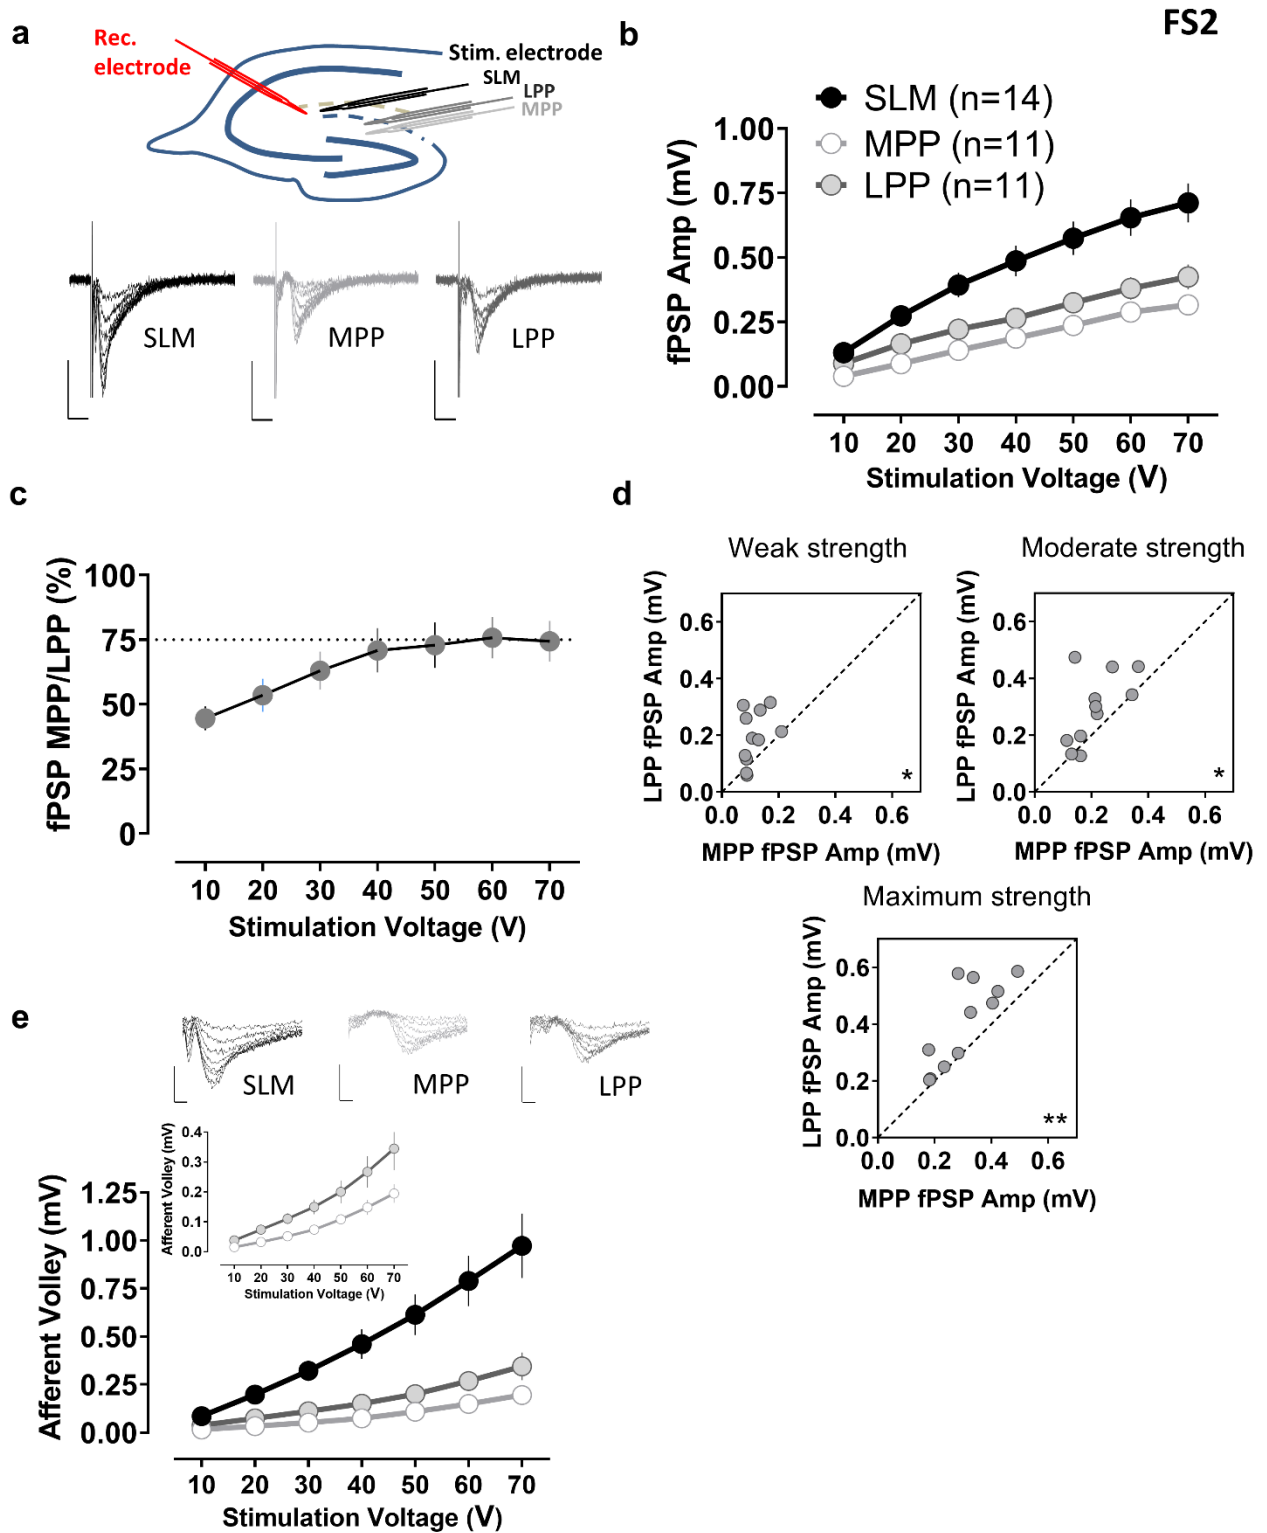 FS2
a
Rec.
electrode
Stim. electrode
SLM
LPP
MPP
SLM
MPP
LPP
b
SLM (n=14)
MPP (n=11)
LPP (n=11)
fPSP Amp (mV)
1.00
0.75
0.50
0.25
0.00
10 20 30 40 50 60 70
Stimulation Voltage (V)
c
fPSP MPP/LPP (%)
100
75
50
25
0
10 20 30 40 50 60 70
Stimulation Voltage (V)
d
Weak strength
LPP fPSP Amp (mV)
0.6
0.4
0.2
0.0
*
0.0 0.2 0.4 0.6
MPP fPSP Amp (mV)
Moderate strength
LPP fPSP Amp (mV)
0.6
0.4
0.2
0.0
*
0.0 0.2 0.4 0.6
MPP fPSP Amp (mV)
Maximum strength
LPP fPSP Amp (mV)
0.6
0.4
0.2
0.0
**
0.0 0.2 0.4 0.6
MPP fPSP Amp (mV)
e
SLM
MPP
LPP
Afferent Volley (mV)
0.4
0.3
0.2
0.1
0.0
10 20 30 40 50 60 70
Stimulation Voltage (V)
Afferent Volley (mV)
1.25
1.00
0.75
0.50
0.25
0.00
10 20 30 40 50 60 70
Stimulation Voltage (V)